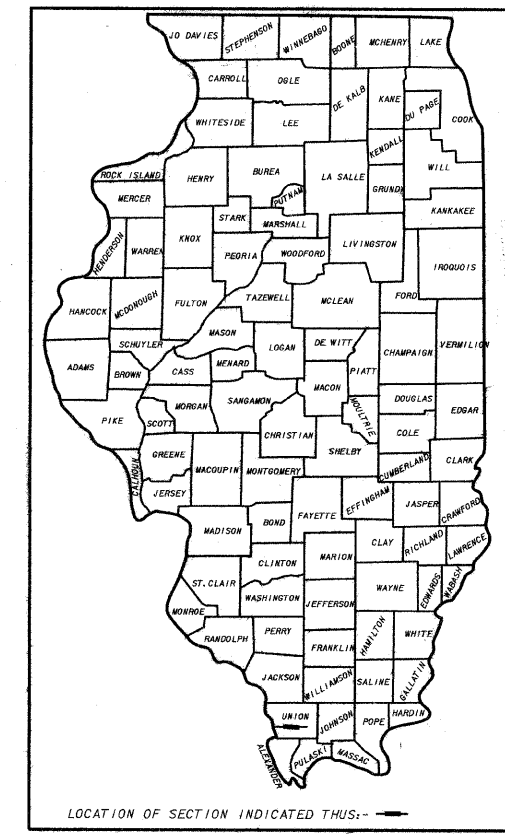 JO DAVIES
STEPHENSON
WINNEBAGO
BOONE
MCHENRY
LAKE
CARROLL
OGLE
DE KALB
KANE
DU PAGE
COOK
WHITESIDE
LEE
KENDALL
WILL
ROCK ISLAND
HENRY
BUREA
LA SALLE
GRUNDY
MERCER
PUTNAM
KANKAKEE
STARK
MARSHALL
HENDERSON
WARREN
KNOX
PEORIA
WOODFORD
LIVINGSTON
IROQUOIS
HANCOCK
MCDONOUGH
FULTON
TAZEWELL
MCLEAN
FORD
MASON
SCHUYLER
LOGAN
DE WITT
CHAMPAIGN
VERMILION
ADAMS
BROWN
CASS
MENARD
PIATT
MACON
PIKE
MORGAN
SANGAMON
DOUGLAS
EDGAR
SCOTT
CHRISTIAN
MOULTRIE
COLE
GREENE
MACOUPIN
MONTGOMERY
SHELBY
CUMBERLAND
CLARK
CALHOUN
JERSEY
FAYETTE
EFFINGHAM
JASPER
CRAWFORD
MADISON
BOND
CLAY
RICHLAND
LAWRENCE
CLINTON
MARION
ST. CLAIR
WASHINGTON
JEFFERSON
WAYNE
EDWARDS
WABASH
MONROE
RANDOLPH
PERRY
FRANKLIN
HAMILTON
WHITE
JACKSON
WILLIAMSON
SALINE
GALLATIN
UNION
JOHNSON
POPE
HARDIN
ALEXANDER
PULASKI
MASSAC
LOCATION OF SECTION INDICATED THUS:-